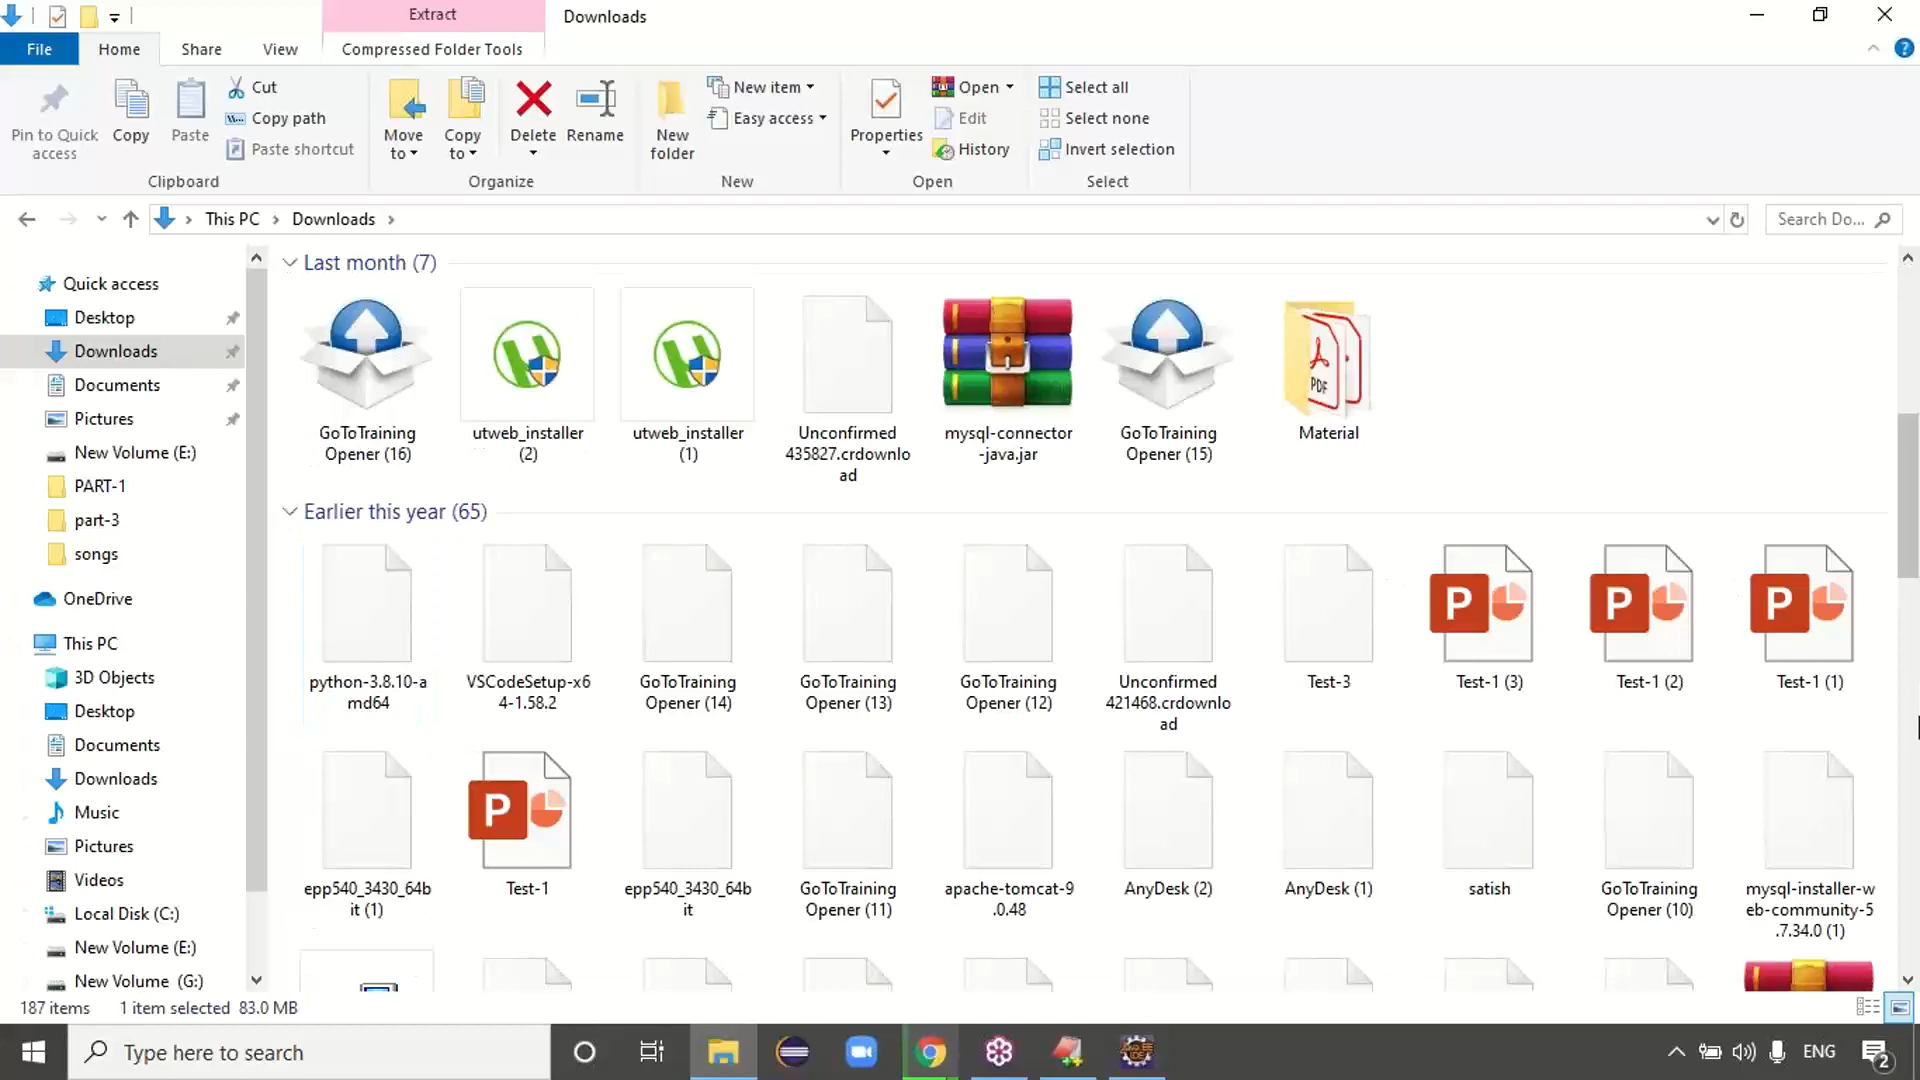 Extract
Downloads
File
Home
Share
View
Compressed Folder Tools
Pin to Quick
access
Copy
Paste
Cut
Copy path
Paste shortcut
Clipboard
Move
to
Copy
to
Delete
Rename
Organize
New
folder
New item
Easy access
New
Properties
Open
Edit
History
Open
Select all
Select none
Invert selection
Select
This PC
Downloads
Search Do...
Quick access
Desktop
Downloads
Documents
Pictures
New Volume (E:)
PART-1
part-3
songs
OneDrive
This PC
3D Objects
Desktop
Documents
Downloads
Music
Pictures
Videos
Local Disk (C:)
New Volume (E:)
New Volume (G:)
Last month (7)
GoToTraining
Opener (16)
utweb_installer
(2)
utweb_installer
(1)
Unconfirmed
435827.crdownlo
ad
mysql-connector
-java.jar
GoToTraining
Opener (15)
PDF
Material
Earlier this year (65)
python-3.8.10-a
md64
VSCodeSetup-x6
4-1.58.2
GoToTraining
Opener (14)
GoToTraining
Opener (13)
GoToTraining
Opener (12)
Unconfirmed
421468.crdownlo
ad
Test-3
P
Test-1 (3)
P
Test-1 (2)
P
Test-1 (1)
epp540_3430_64b
it (1)
P
Test-1
epp540_3430_64b
it
GoToTraining
Opener (11)
apache-tomcat-9
.0.48
AnyDesk (2)
AnyDesk (1)
satish
GoToTraining
Opener (10)
mysql-installer-w
eb-community-5
.7.34.0 (1)
187 items
1 item selected 83.0 MB
Type here to search
ENG
2